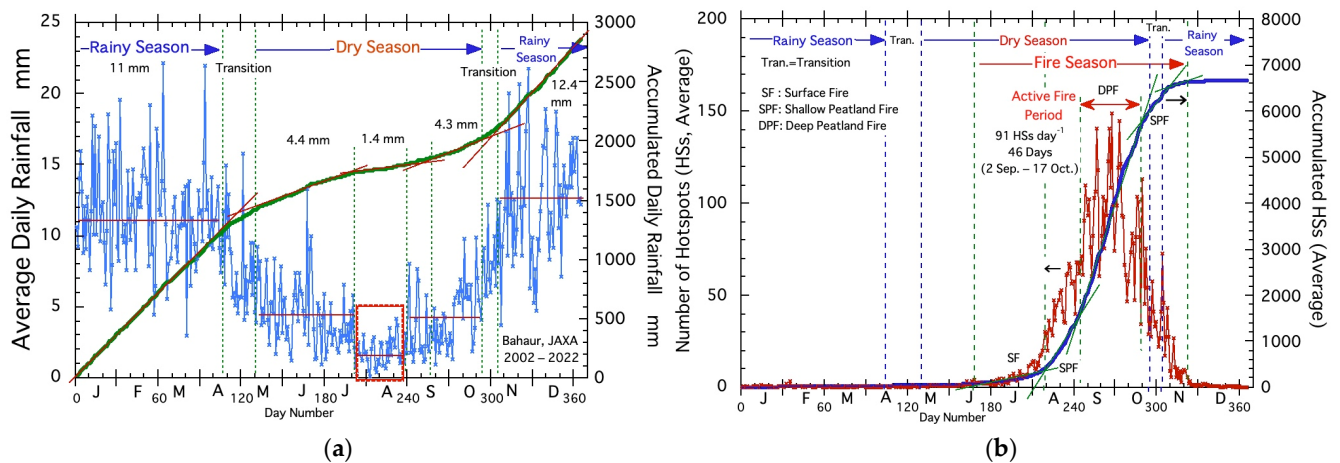 25
20
15
10
5
0
Average Daily Rainfall mm
3000
2500
2000
1500
1000
500
0
Accumulated Daily Rainfall mm
Rainy Season
Dry Season
Rainy
Season
11 mm
Transition
Transition
12.4
mm
4.4 mm
1.4 mm
4.3 mm
Bahaur, JAXA
2002 – 2022
0 J F 60 M A 120 M J 180 J A 240 S O 300 N D 360
Day Number
(a)
200
150
100
50
0
Number of Hotspots (HSs, Average)
8000
7000
6000
5000
4000
3000
2000
1000
0
Accumulated HSs (Average)
Rainy Season
Tran.
Dry Season
Tran.
Rainy
Season
Tran.=Transition
Fire Season
SF : Surface Fire
SPF: Shallow Peatland Fire
DPF: Deep Peatland Fire
Active Fire
Period
DPF
91 HSs day⁻¹
46 Days
(2 Sep. – 17 Oct.)
SPF
SF
SPF
0 J F 60 M A 120 M J 180 J A 240 S O 300 N D 360
Day Number
(b)